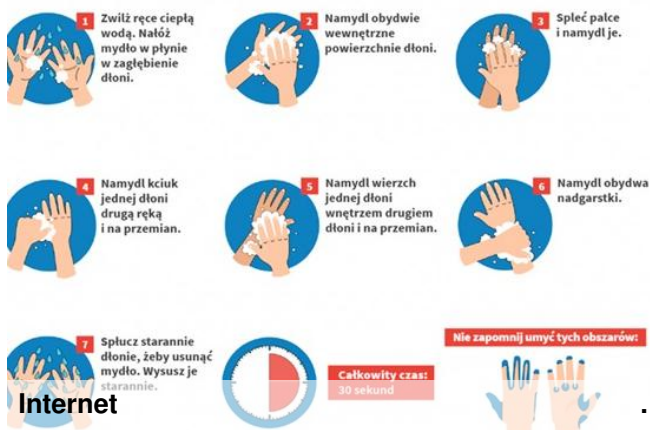 1 Zwilż ręce ciepłą
wodą. Nałóż
mydło w płynie
w zagłębienie
dłoni.
2 Namydl obydwie
wewnętrzne
powierzchnie dłoni.
3 Spleć palce
i namydl je.
4 Namydl kciuk
jednej dłoni
drugą ręką
i na przemian.
5 Namydl wierzch
jednej dłoni
wnętrzem drugiem
dłoni i na przemian.
6 Namydl obydwa
nadgarstki.
7 Spłucz starannie
dłonie, żeby usunąć
mydło. Wysusz je
starannie.
Całkowity czas:
30 sekund
Nie zapomnij umyć tych obszarów:
Internet .